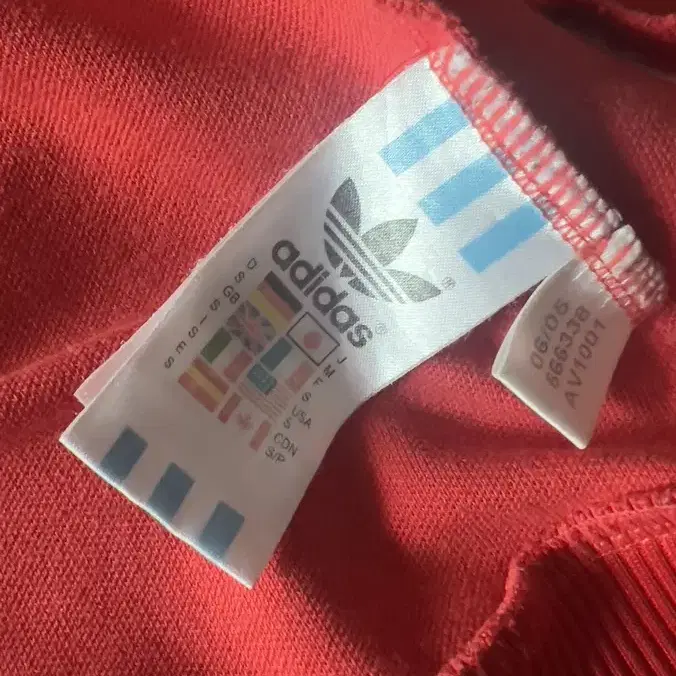 ®
adidas®
D S
GB S
I S
E S
J M
F S
USA S
CDN S/P
06/05
666338
AV1001